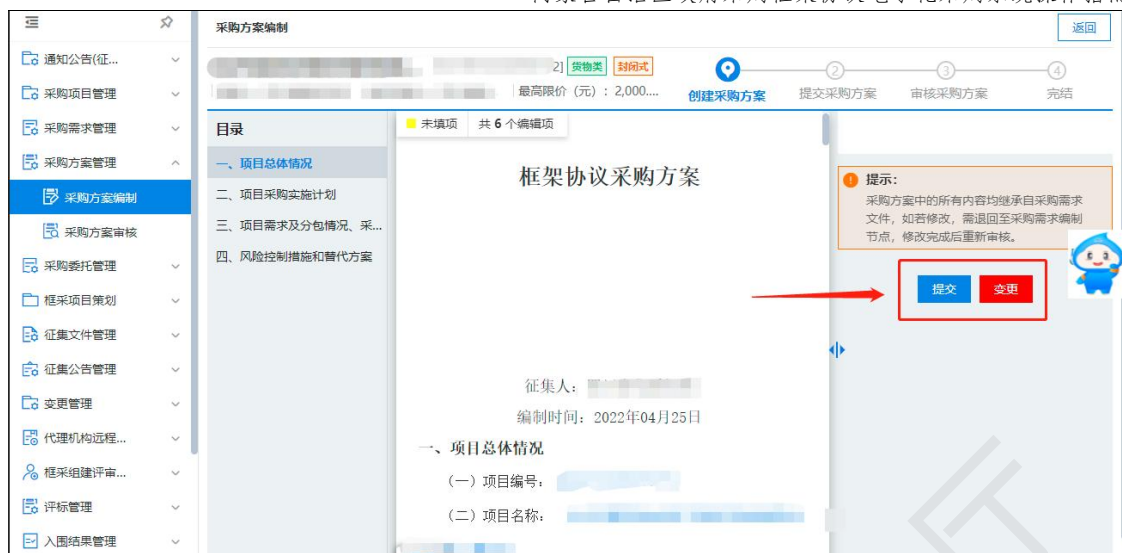 采购方案编制
返回
通知公告(征...
采购项目管理
采购需求管理
采购方案管理
采购方案编制
采购方案审核
采购委托管理
框采项目策划
征集文件管理
征集公告管理
变更管理
代理机构远程...
框采组建评审...
评标管理
入围结果管理
2] 货物类 封闭式
最高限价（元）: 2,000....
创建采购方案
2 提交采购方案
3 审核采购方案
4 完结
目录
一、项目总体情况
二、项目采购实施计划
三、项目需求及分包情况、采...
四、风险控制措施和替代方案
未填项 共 6 个编辑项
框架协议采购方案
征集人：
编制时间：2022年04月25日
一、项目总体情况
（一）项目编号：
（二）项目名称：
提示：
采购方案中的所有内容均继承自采购需求
文件，如若修改，需退回至采购需求编制
节点，修改完成后重新审核。
提交 变更